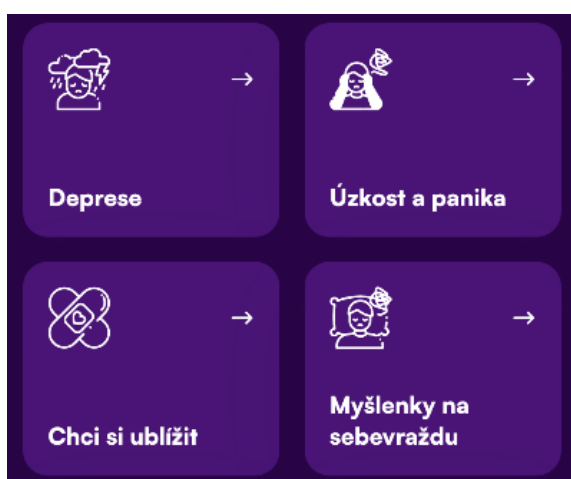 Deprese
Úzkost a panika
Chci si ublížit
Myšlenky na
sebevraždu